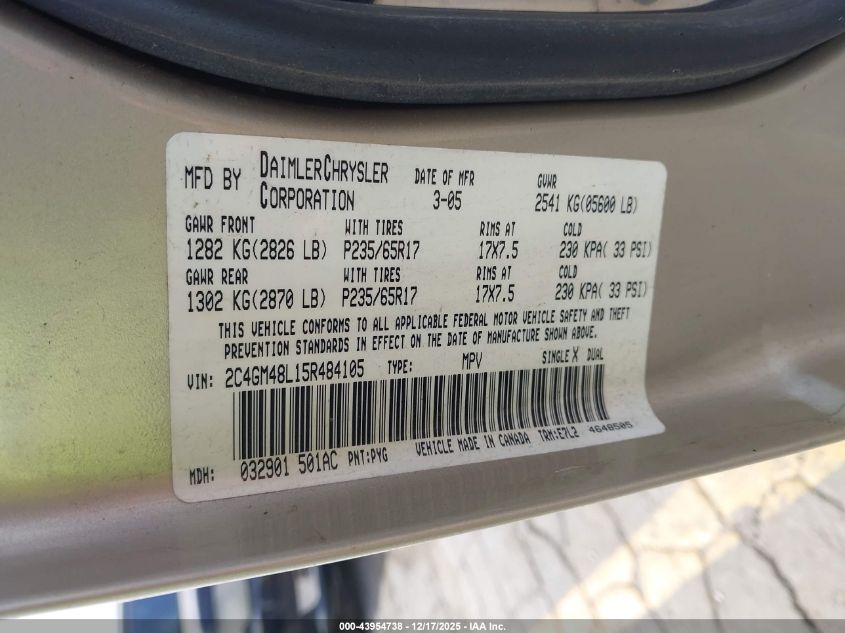 MFD BY DAIMLERCHRYSLER CORPORATION DATE OF MFR 3-05 GVWR 2541 KG(05600 LB)
GAWR FRONT WITH TIRES RIMS AT COLD
1282 KG(2826 LB) P235/65R17 17X7.5 230 KPA( 33 PSI)
GAWR REAR WITH TIRES RIMS AT COLD
1302 KG(2870 LB) P235/65R17 17X7.5 230 KPA( 33 PSI)
THIS VEHICLE CONFORMS TO ALL APPLICABLE FEDERAL MOTOR VEHICLE SAFETY AND THEFT
PREVENTION STANDARDS IN EFFECT ON THE DATE OF MANUFACTURE SHOWN ABOVE.
VIN: 2C4GM48L15R484105 TYPE: MPV SINGLE X DUAL
MDH: 032901 501AC PNT:PYG VEHICLE MADE IN CANADA TRM:E7L2 4648505
000-43954738 - 12/17/2025 - IAA Inc.